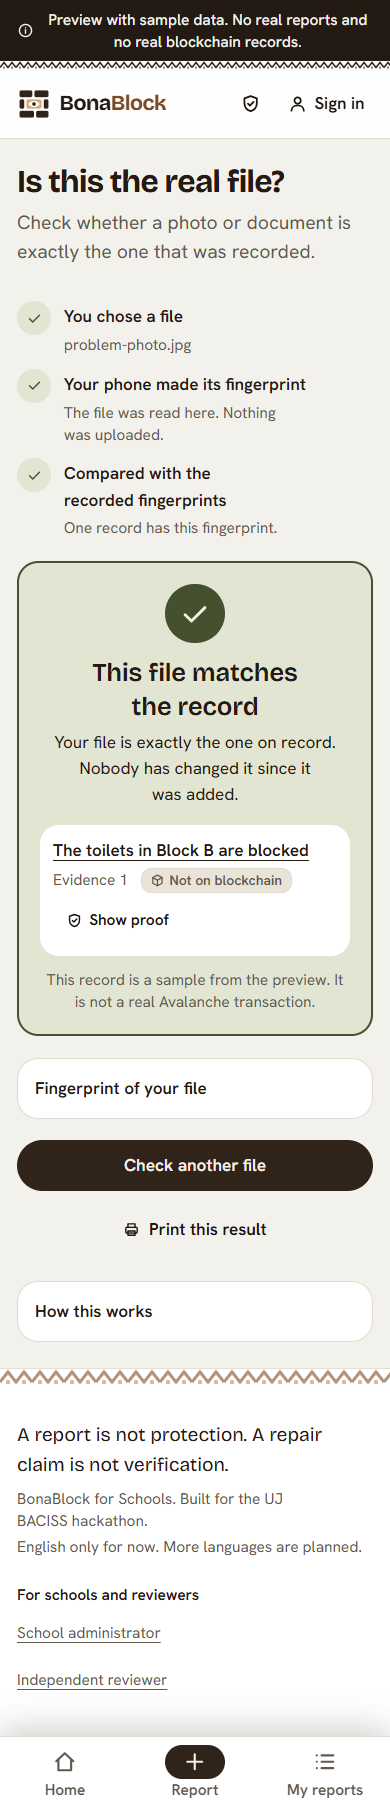 Preview with sample data. No real reports and
no real blockchain records.
BonaBlock
Sign in
Is this the real file?
Check whether a photo or document is
exactly the one that was recorded.
You chose a file
problem-photo.jpg
Your phone made its fingerprint
The file was read here. Nothing
was uploaded.
Compared with the
recorded fingerprints
One record has this fingerprint.
This file matches
the record
Your file is exactly the one on record.
Nobody has changed it since it
was added.
The toilets in Block B are blocked
Evidence 1 Not on blockchain
Show proof
This record is a sample from the preview. It
is not a real Avalanche transaction.
Fingerprint of your file
Check another file
Print this result
How this works
A report is not protection. A repair
claim is not verification.
BonaBlock for Schools. Built for the UJ
BACISS hackathon.
English only for now. More languages are planned.
For schools and reviewers
School administrator
Independent reviewer
Home Report My reports